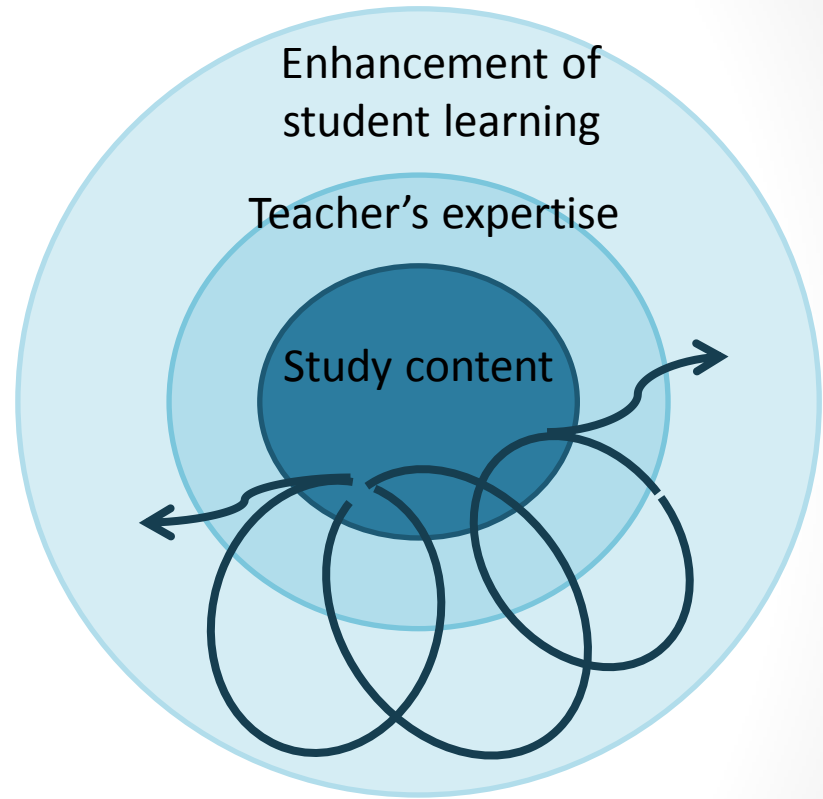 Enhancement of
student learning
Teacher’s expertise
Study content